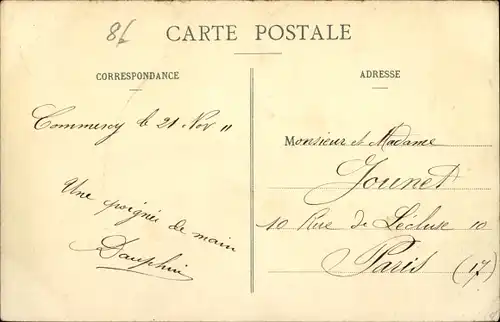 86
CARTE POSTALE
CORRESPONDANCE
ADRESSE
Commercy le 21 Nov 11
Une poignée de main
Dauphin
Monsieur et Madame
Jounet
10 Rue de l'écluse 10
Paris (17)